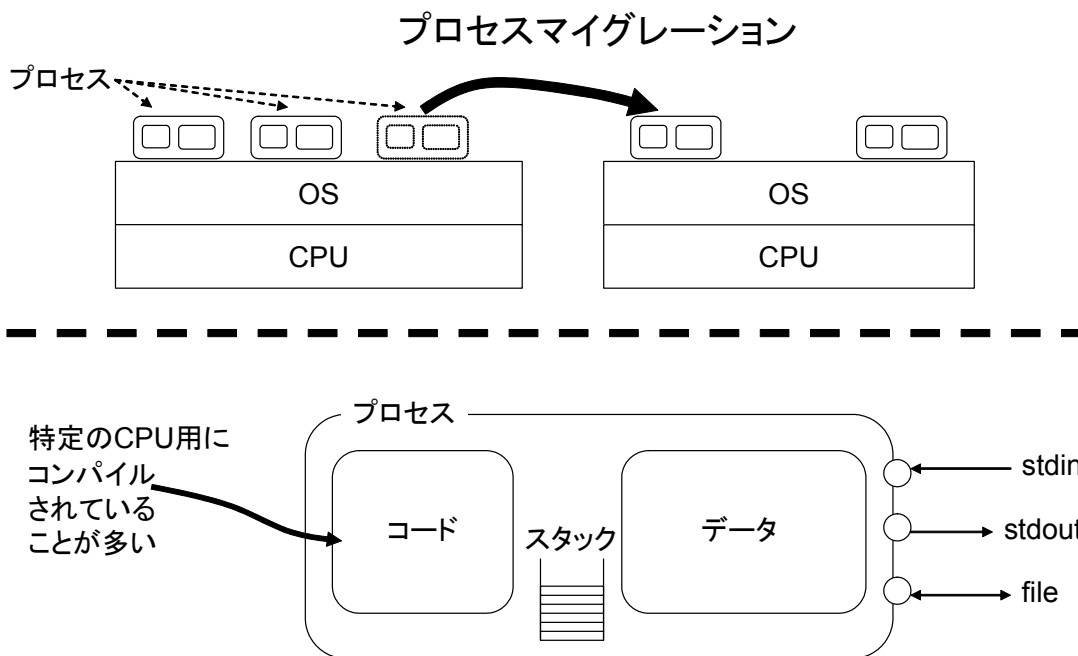 プロセスマイグレーション
プロセス
OS
CPU
OS
CPU
プロセス
特定のCPU用に
コンパイル
されている
ことが多い
コード
スタック
データ
stdin
stdout
file